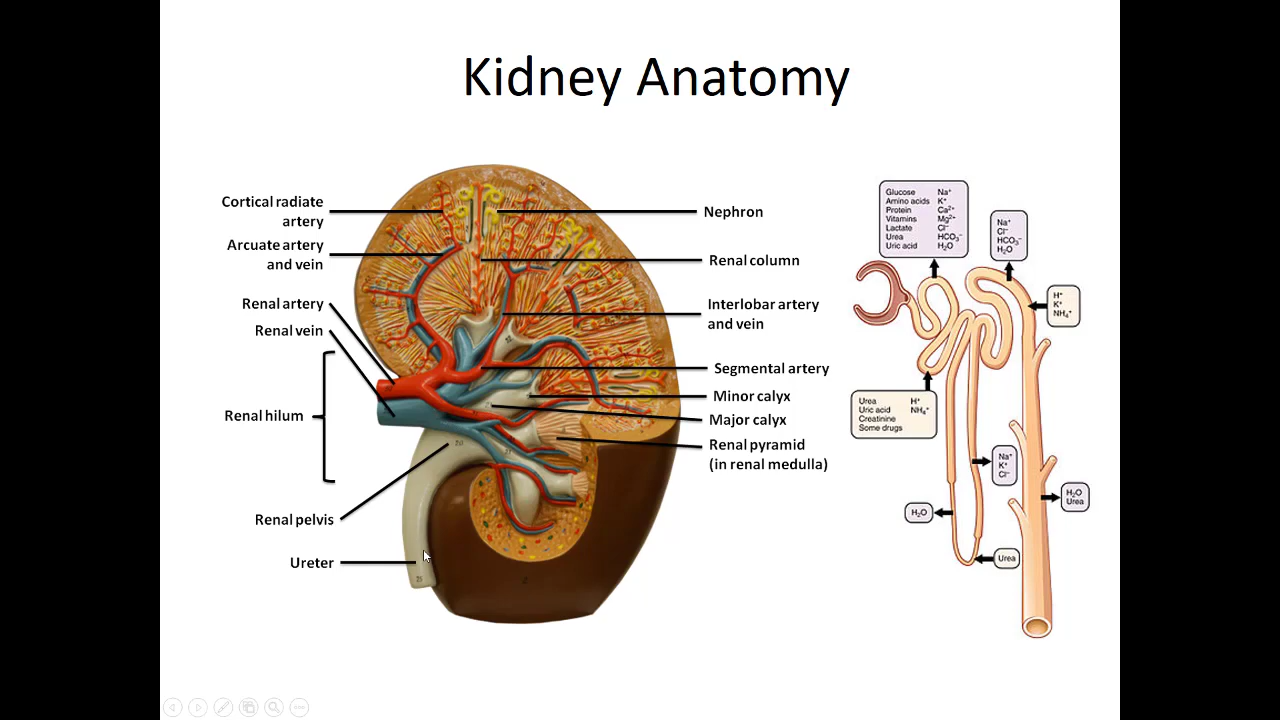 Kidney Anatomy
Cortical radiate
artery
Arcuate artery
and vein
Renal artery
Renal vein
Renal hilum
Renal pelvis
Ureter
Nephron
Renal column
Interlobar artery
and vein
Segmental artery
Minor calyx
Major calyx
Renal pyramid
(in renal medulla)
Glucose Na⁺
Amino acids K⁺
Protein Ca²⁺
Vitamins Mg²⁺
Lactate Cl⁻
Urea HCO₃⁻
Uric acid H₂O
Na⁺
Cl⁻
HCO₃⁻
H₂O
H⁺
K⁺
NH₄⁺
Urea H⁺
Uric acid NH₄⁺
Creatinine
Some drugs
Na⁺
K⁺
Cl⁻
H₂O
Urea
H₂O
Urea